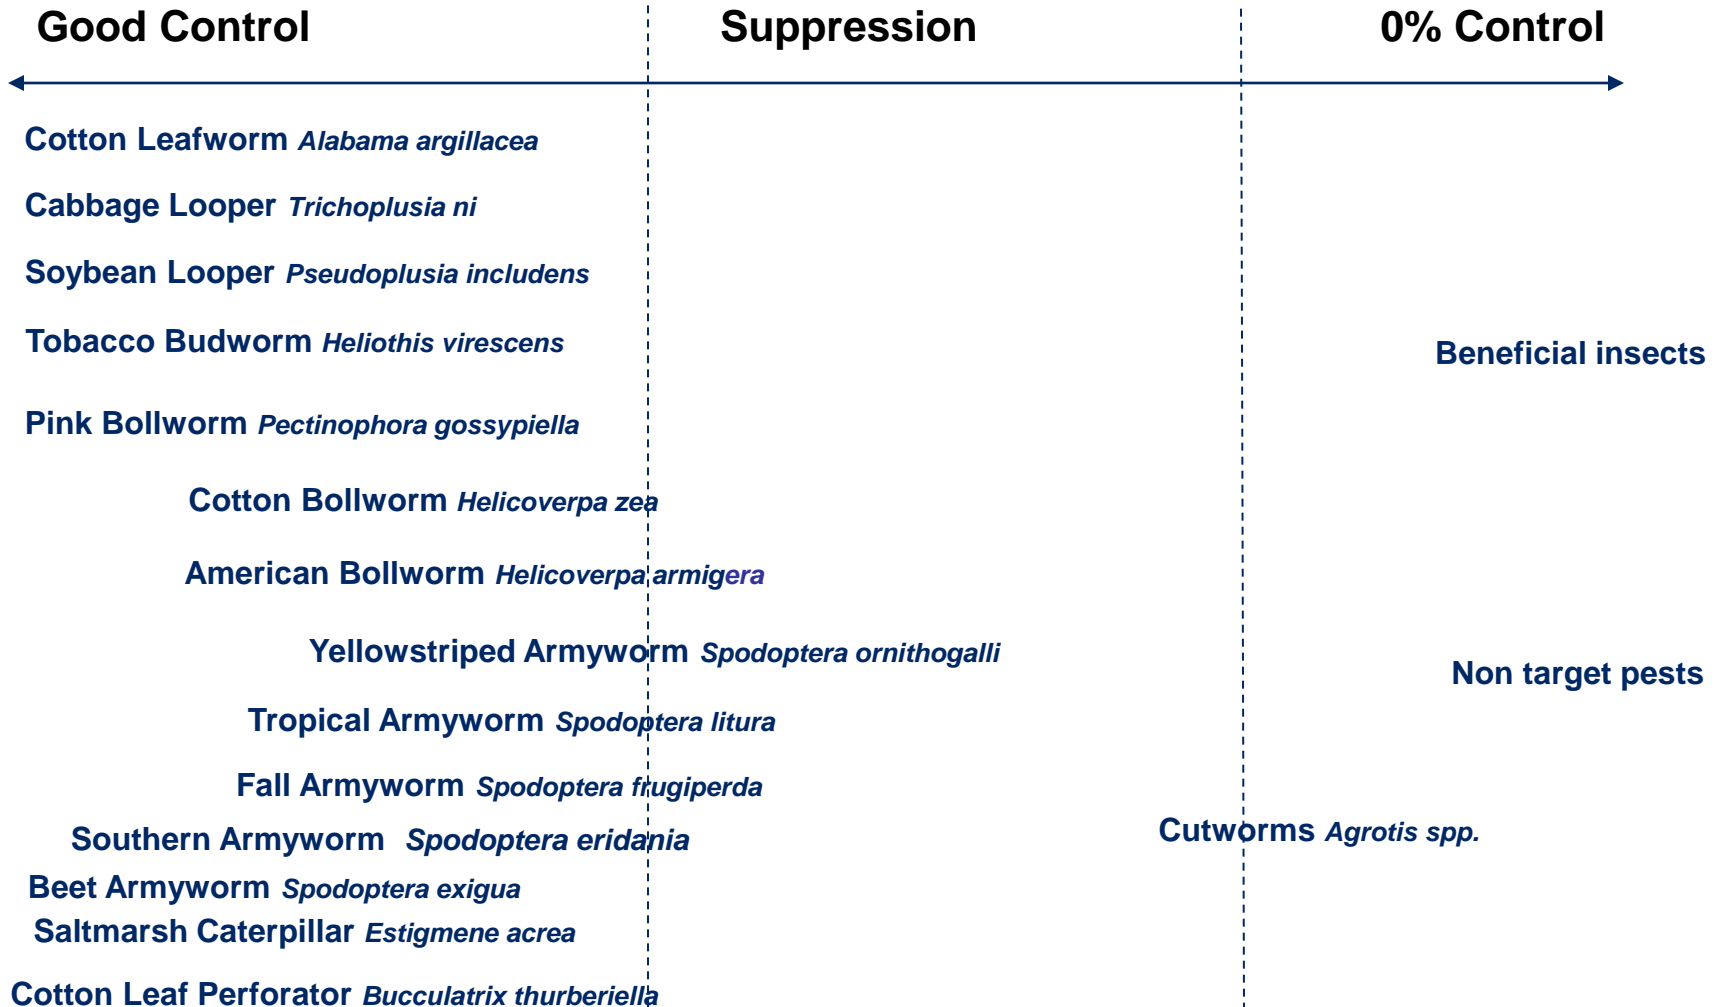 Good Control Suppression 0% Control
Cotton Leafworm Alabama argillacea
Cabbage Looper Trichoplusia ni
Soybean Looper Pseudoplusia includens
Tobacco Budworm Heliothis virescens
Beneficial insects
Pink Bollworm Pectinophora gossypiella
Cotton Bollworm Helicoverpa zea
American Bollworm Helicoverpa armigera
Yellowstriped Armyworm Spodoptera ornithogalli
Non target pests
Tropical Armyworm Spodoptera litura
Fall Armyworm Spodoptera frugiperda
Southern Armyworm Spodoptera eridania
Cutworms Agrotis spp.
Beet Armyworm Spodoptera exigua
Saltmarsh Caterpillar Estigmene acrea
Cotton Leaf Perforator Bucculatrix thurberiella